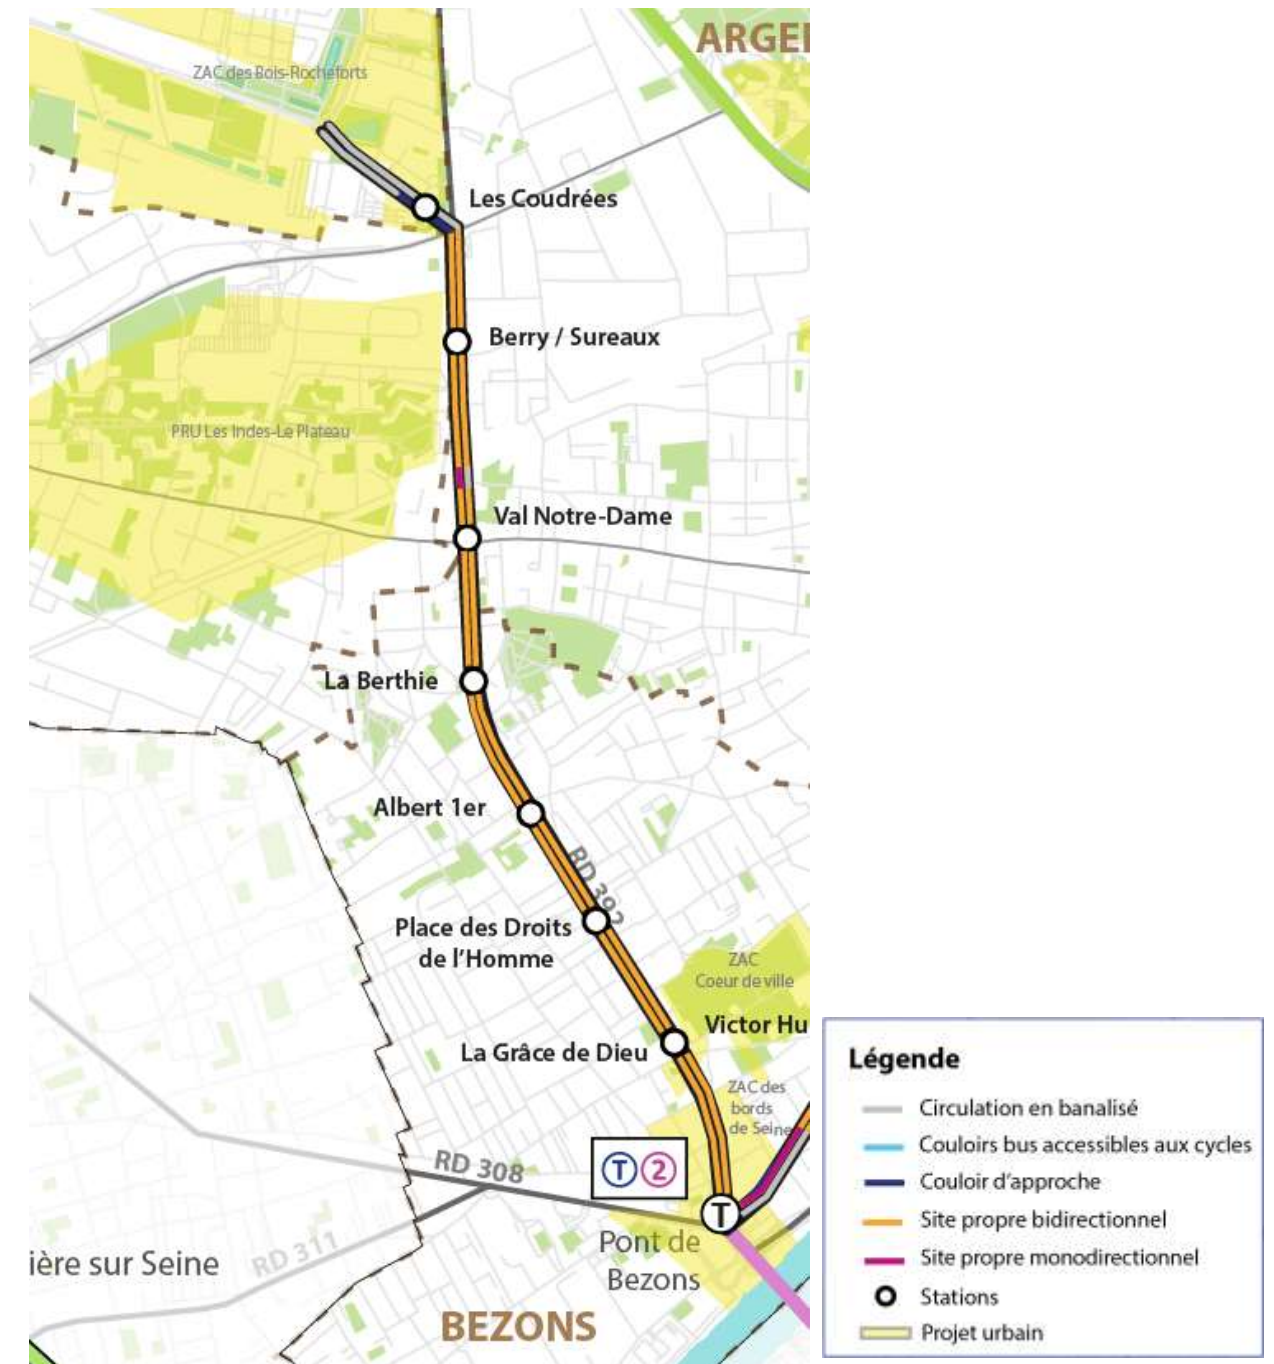 ARGE
ZAC des Bois-Rocheforts
Les Coudrées
Berry / Sureaux
PRU Les Indes-Le Plateau
Val Notre-Dame
La Berthie
Albert 1er
RD 392
Place des Droits
de l'Homme
ZAC
Coeur de ville
Victor Hu
La Grâce de Dieu
ZAC des
bords
de Seine
T 2
RD 308
T
RD 311
Pont de
Bezons
ière sur Seine
BEZONS
Légende
Circulation en banalisé
Couloirs bus accessibles aux cycles
Couloir d'approche
Site propre bidirectionnel
Site propre monodirectionnel
Stations
Projet urbain